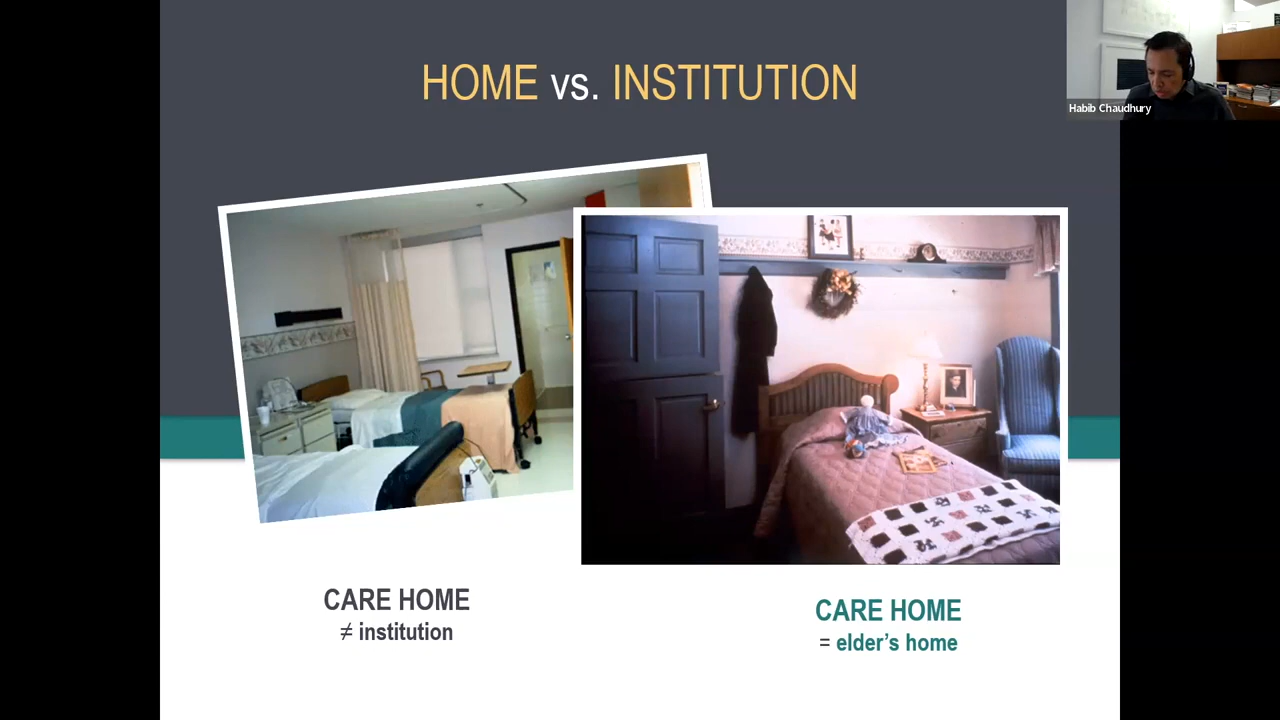 HOME vs. INSTITUTION
Habib Chaudhury
CARE HOME
≠ institution
CARE HOME
= elder's home